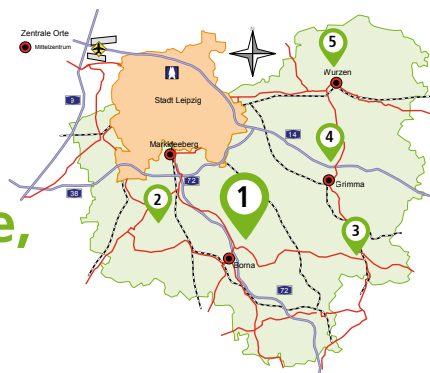 Zentrale Orte
Mittelzentrum
5
Wurzen
9
Stadt Leipzig
14
4
Markkleeberg
72
38
Grimma
2
1
3
e,
Borna
72